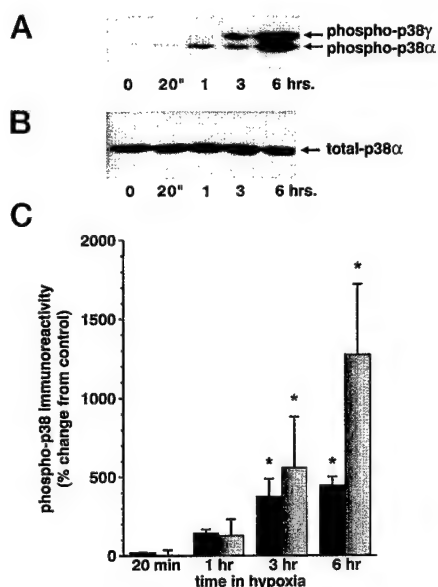 A
phospho-p38γ
phospho-p38α
0 20" 1 3 6 hrs.
B
total-p38α
0 20" 1 3 6 hrs.
C
phospho-p38 immunoreactivity
(% change from control)
2000
1500
1000
500
0
* * * *
20 min 1 hr 3 hr 6 hr
time in hypoxia